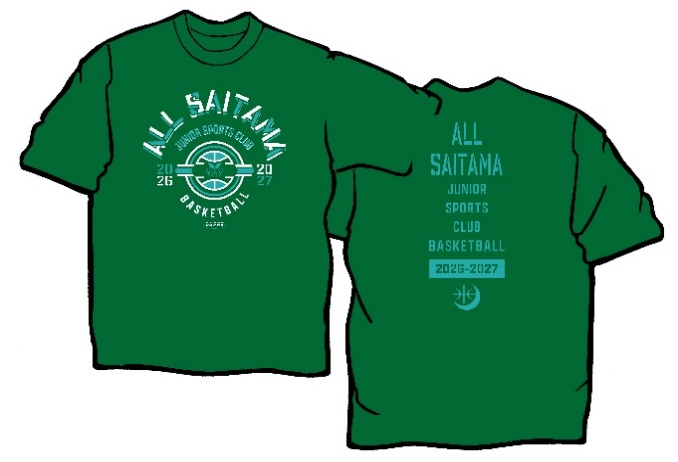 ALL SAITAMA
JUNIOR SPORTS CLUB
20 20
26 27
BASKETBALL
ALL
SAITAMA
JUNIOR
SPORTS
CLUB
BASKETBALL
2026-2027